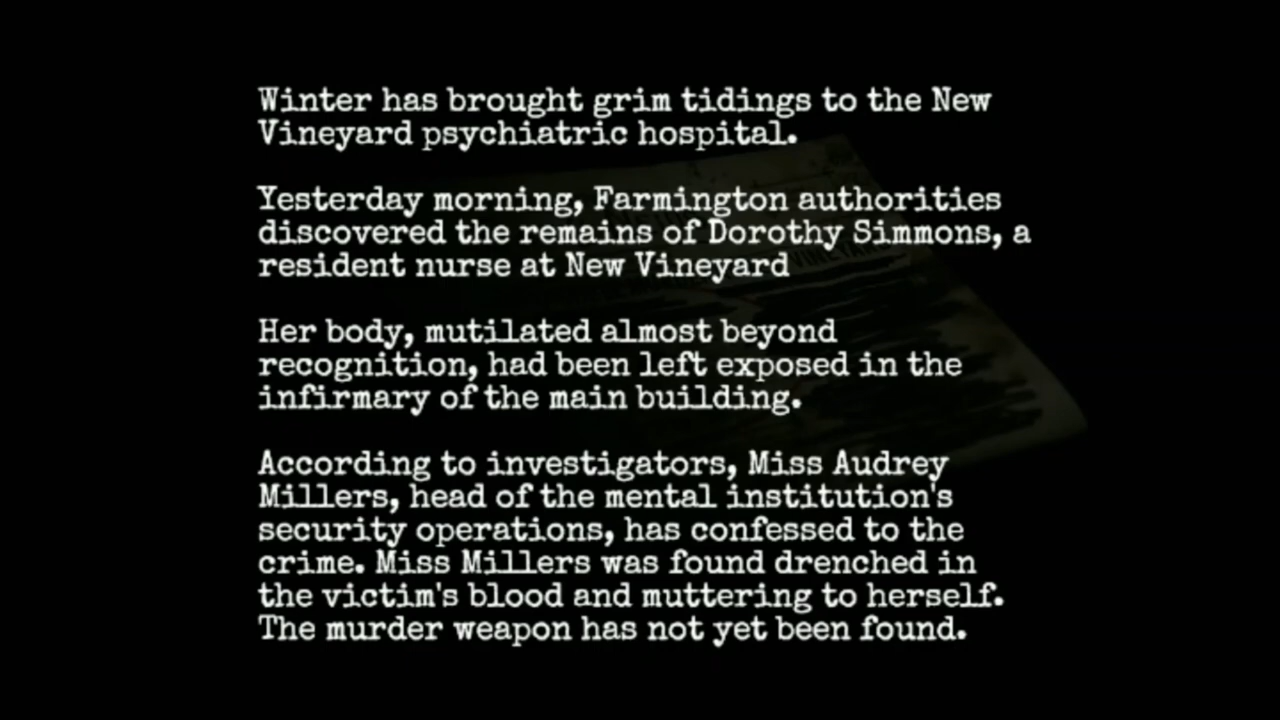 Winter has brought grim tidings to the New
Vineyard psychiatric hospital.
Yesterday morning, Farmington authorities
discovered the remains of Dorothy Simmons, a
resident nurse at New Vineyard
Her body, mutilated almost beyond
recognition, had been left exposed in the
infirmary of the main building.
According to investigators, Miss Audrey
Millers, head of the mental institution's
security operations, has confessed to the
crime. Miss Millers was found drenched in
the victim's blood and muttering to herself.
The murder weapon has not yet been found.